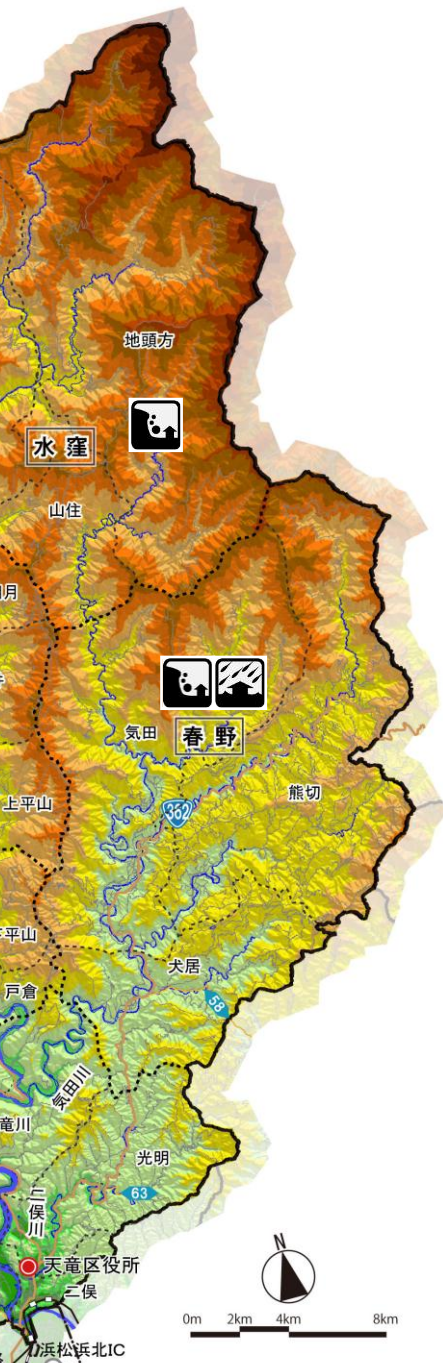 地頭方
水窪
山住
月
気田
春野
上平山
362
熊切
平山
犬居
戸倉
58
気田川
竜川
光明
63
二俣川
天竜区役所
二俣
浜松浜北IC
N
0m 2km 4km 8km